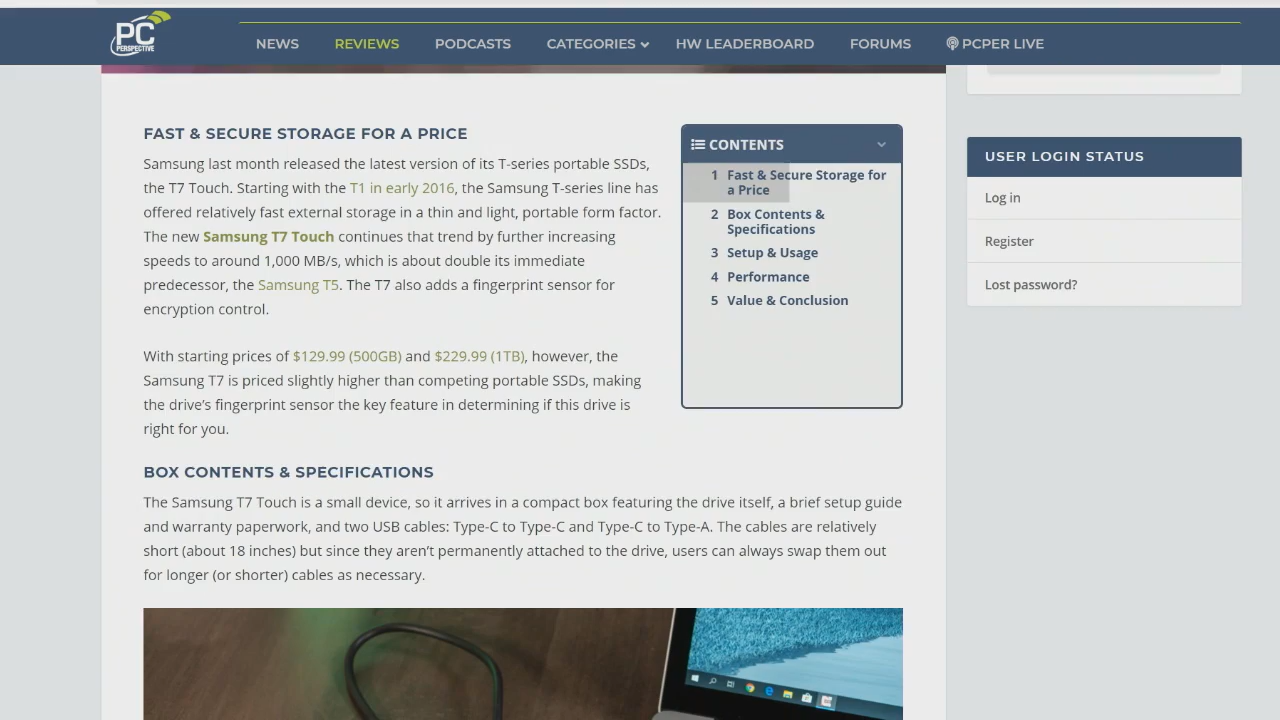 PC
PERSPECTIVE
NEWS REVIEWS PODCASTS CATEGORIES HW LEADERBOARD FORUMS PCPER LIVE
FAST & SECURE STORAGE FOR A PRICE
Samsung last month released the latest version of its T-series portable SSDs,
the T7 Touch. Starting with the T1 in early 2016, the Samsung T-series line has
offered relatively fast external storage in a thin and light, portable form factor.
The new Samsung T7 Touch continues that trend by further increasing
speeds to around 1,000 MB/s, which is about double its immediate
predecessor, the Samsung T5. The T7 also adds a fingerprint sensor for
encryption control.
With starting prices of $129.99 (500GB) and $229.99 (1TB), however, the
Samsung T7 is priced slightly higher than competing portable SSDs, making
the drive's fingerprint sensor the key feature in determining if this drive is
right for you.
CONTENTS
1 Fast & Secure Storage for
a Price
2 Box Contents &
Specifications
3 Setup & Usage
4 Performance
5 Value & Conclusion
BOX CONTENTS & SPECIFICATIONS
The Samsung T7 Touch is a small device, so it arrives in a compact box featuring the drive itself, a brief setup guide
and warranty paperwork, and two USB cables: Type-C to Type-C and Type-C to Type-A. The cables are relatively
short (about 18 inches) but since they aren't permanently attached to the drive, users can always swap them out
for longer (or shorter) cables as necessary.
USER LOGIN STATUS
Log in
Register
Lost password?